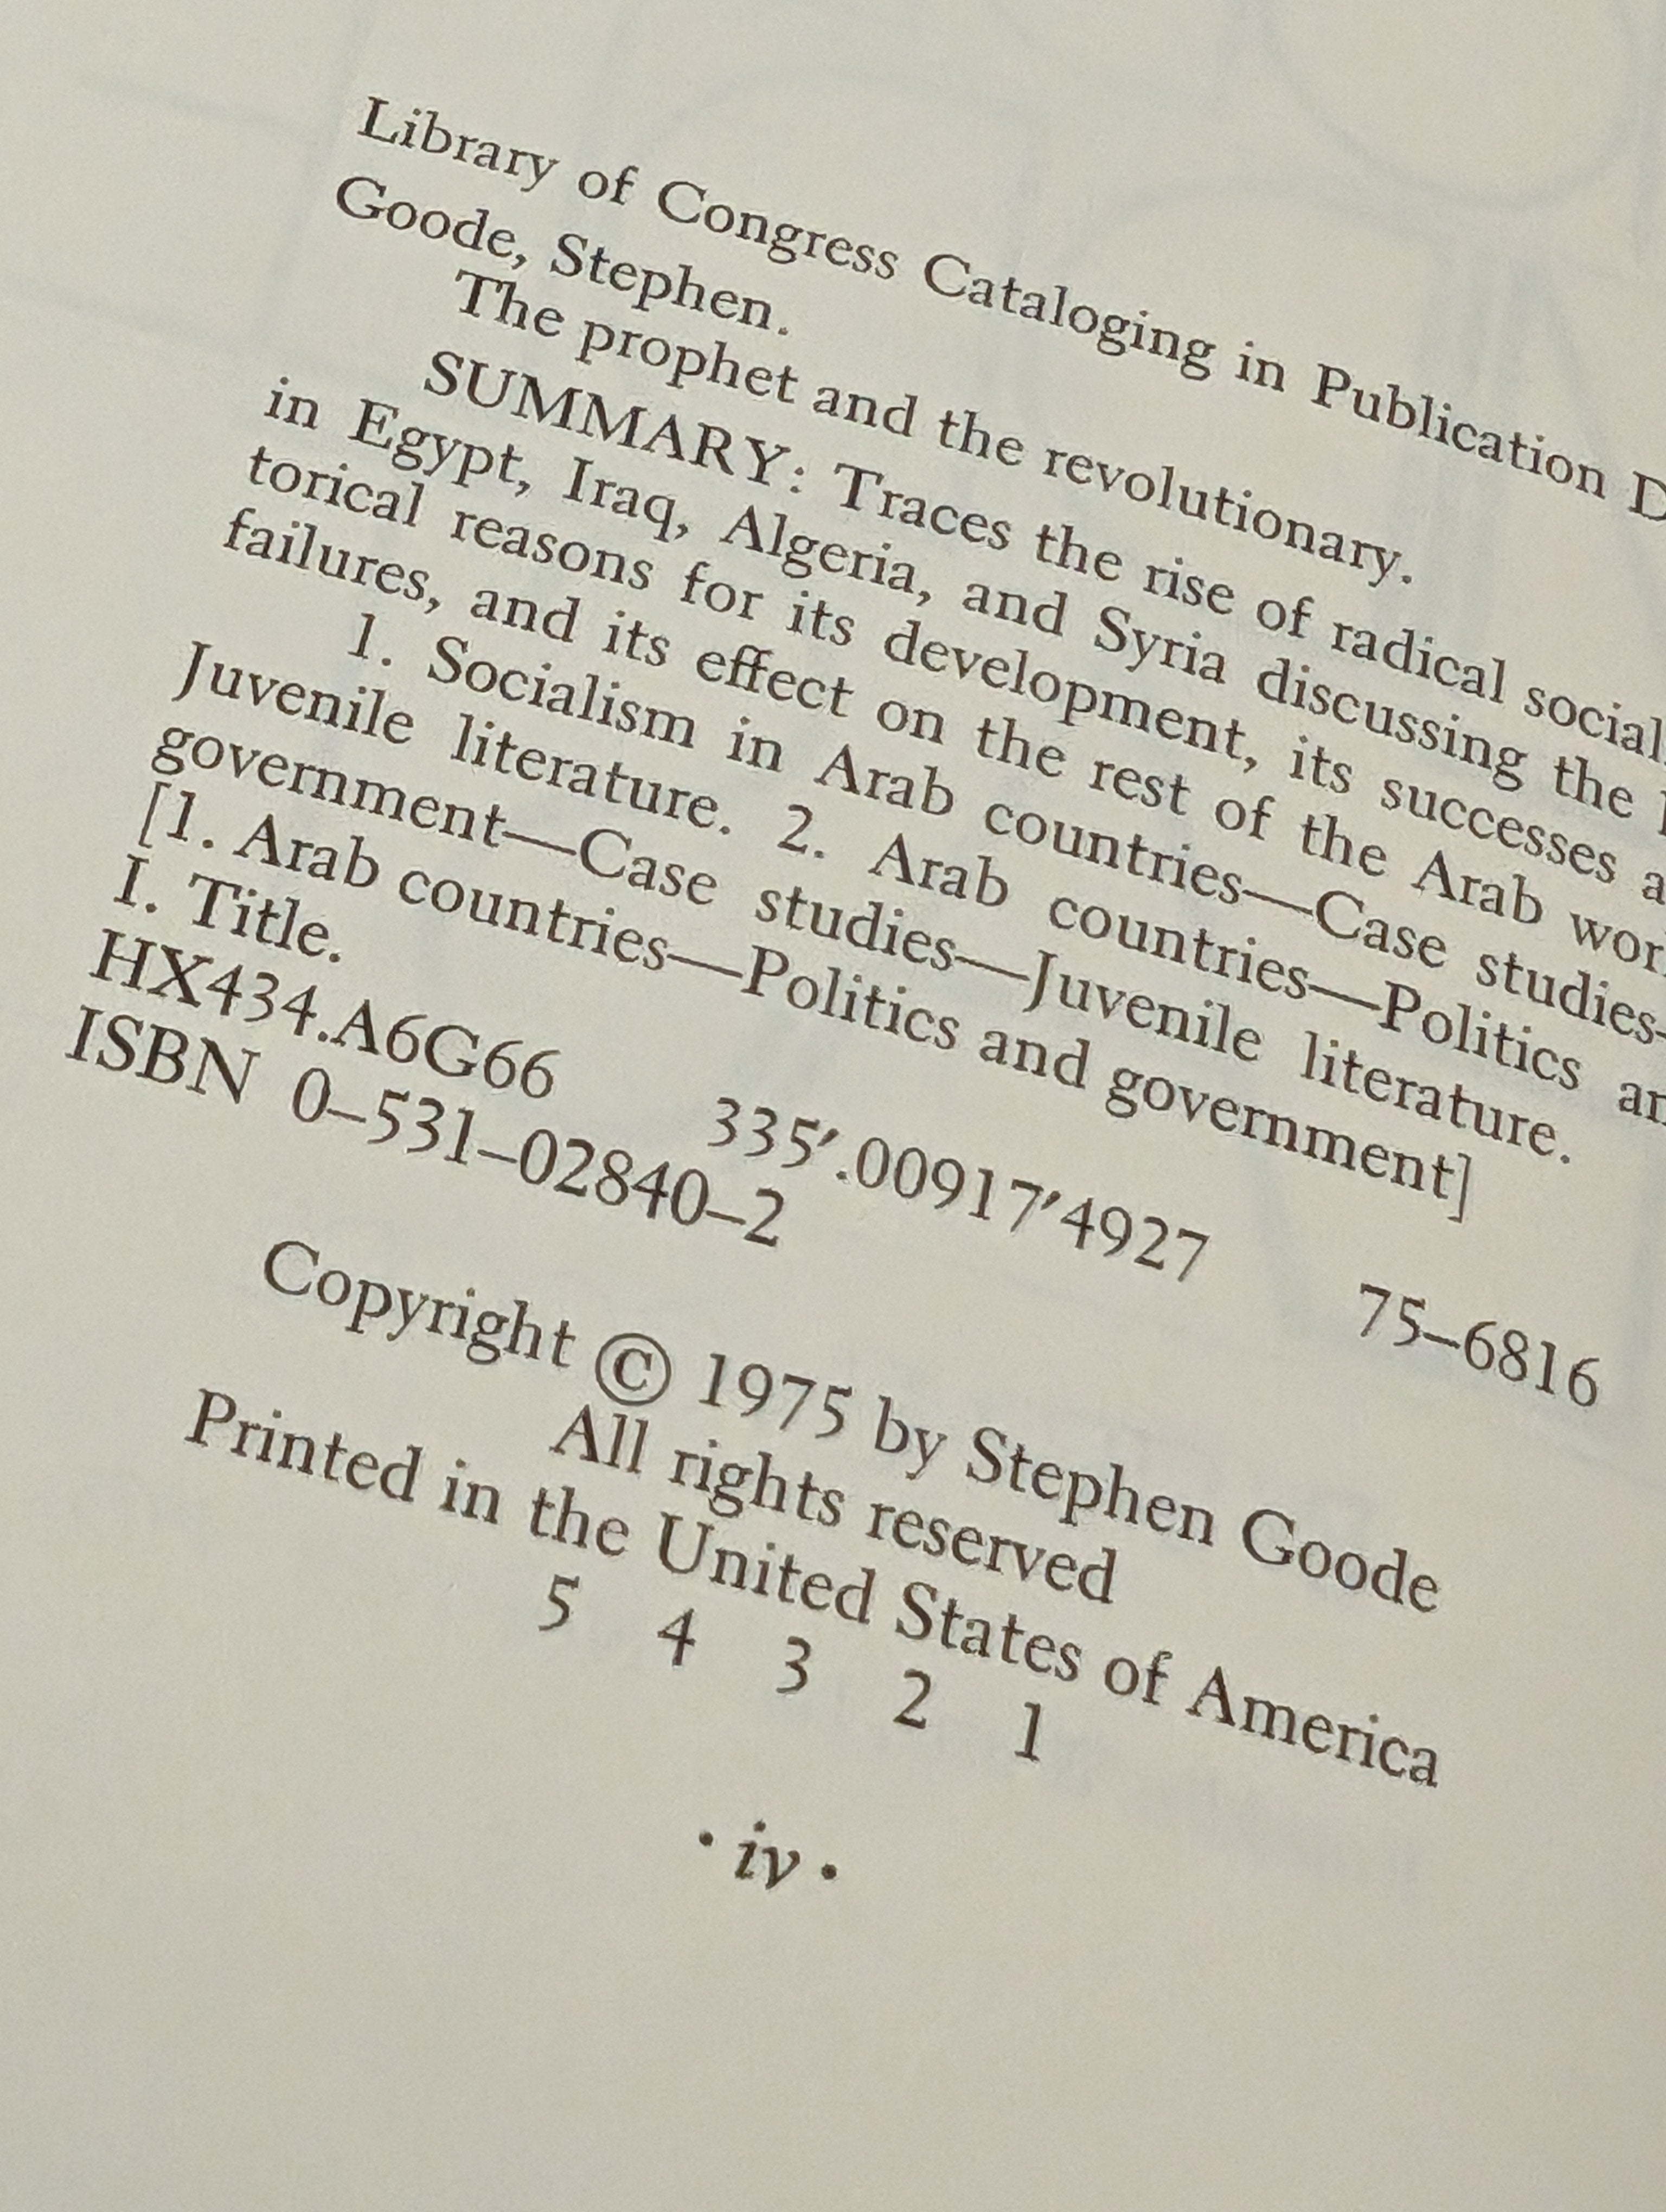 Library of Congress Cataloging in Publication
Goode, Stephen.
The prophet and the revolutionary.
SUMMARY: Traces the rise of radical social
in Egypt, Iraq, Algeria, and Syria discussing the
torical reasons for its development, its successes
failures, and its effect on the rest of the Arab
1. Socialism in Arab countries—Case studies—
Juvenile literature. 2. Arab countries—Politics
government—Case studies—Juvenile literature.
[1. Arab countries—Politics and government]
I. Title.
HX434.A6G66 335′.00917′4927 75–6816
ISBN 0–531–02840–2
Copyright © 1975 by Stephen Goode
All rights reserved
Printed in the United States of America
5 4 3 2 1
· iv ·